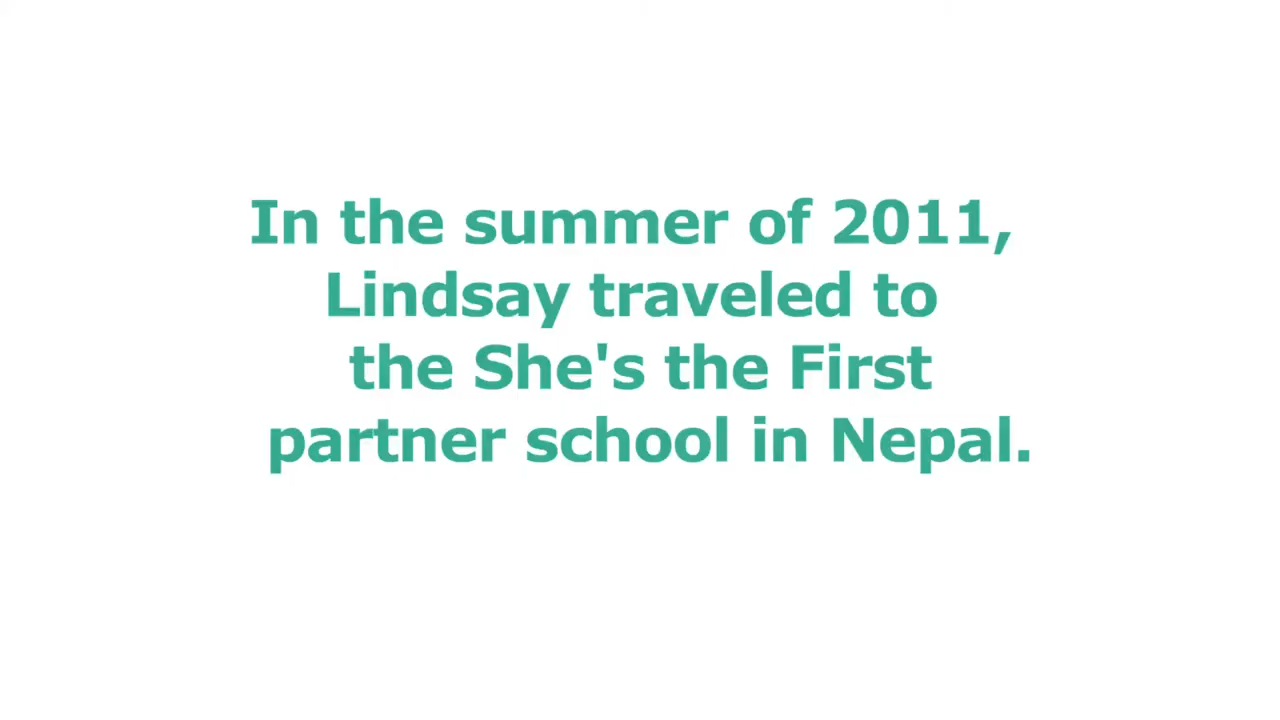 In the summer of 2011,
Lindsay traveled to
the She's the First
partner school in Nepal.